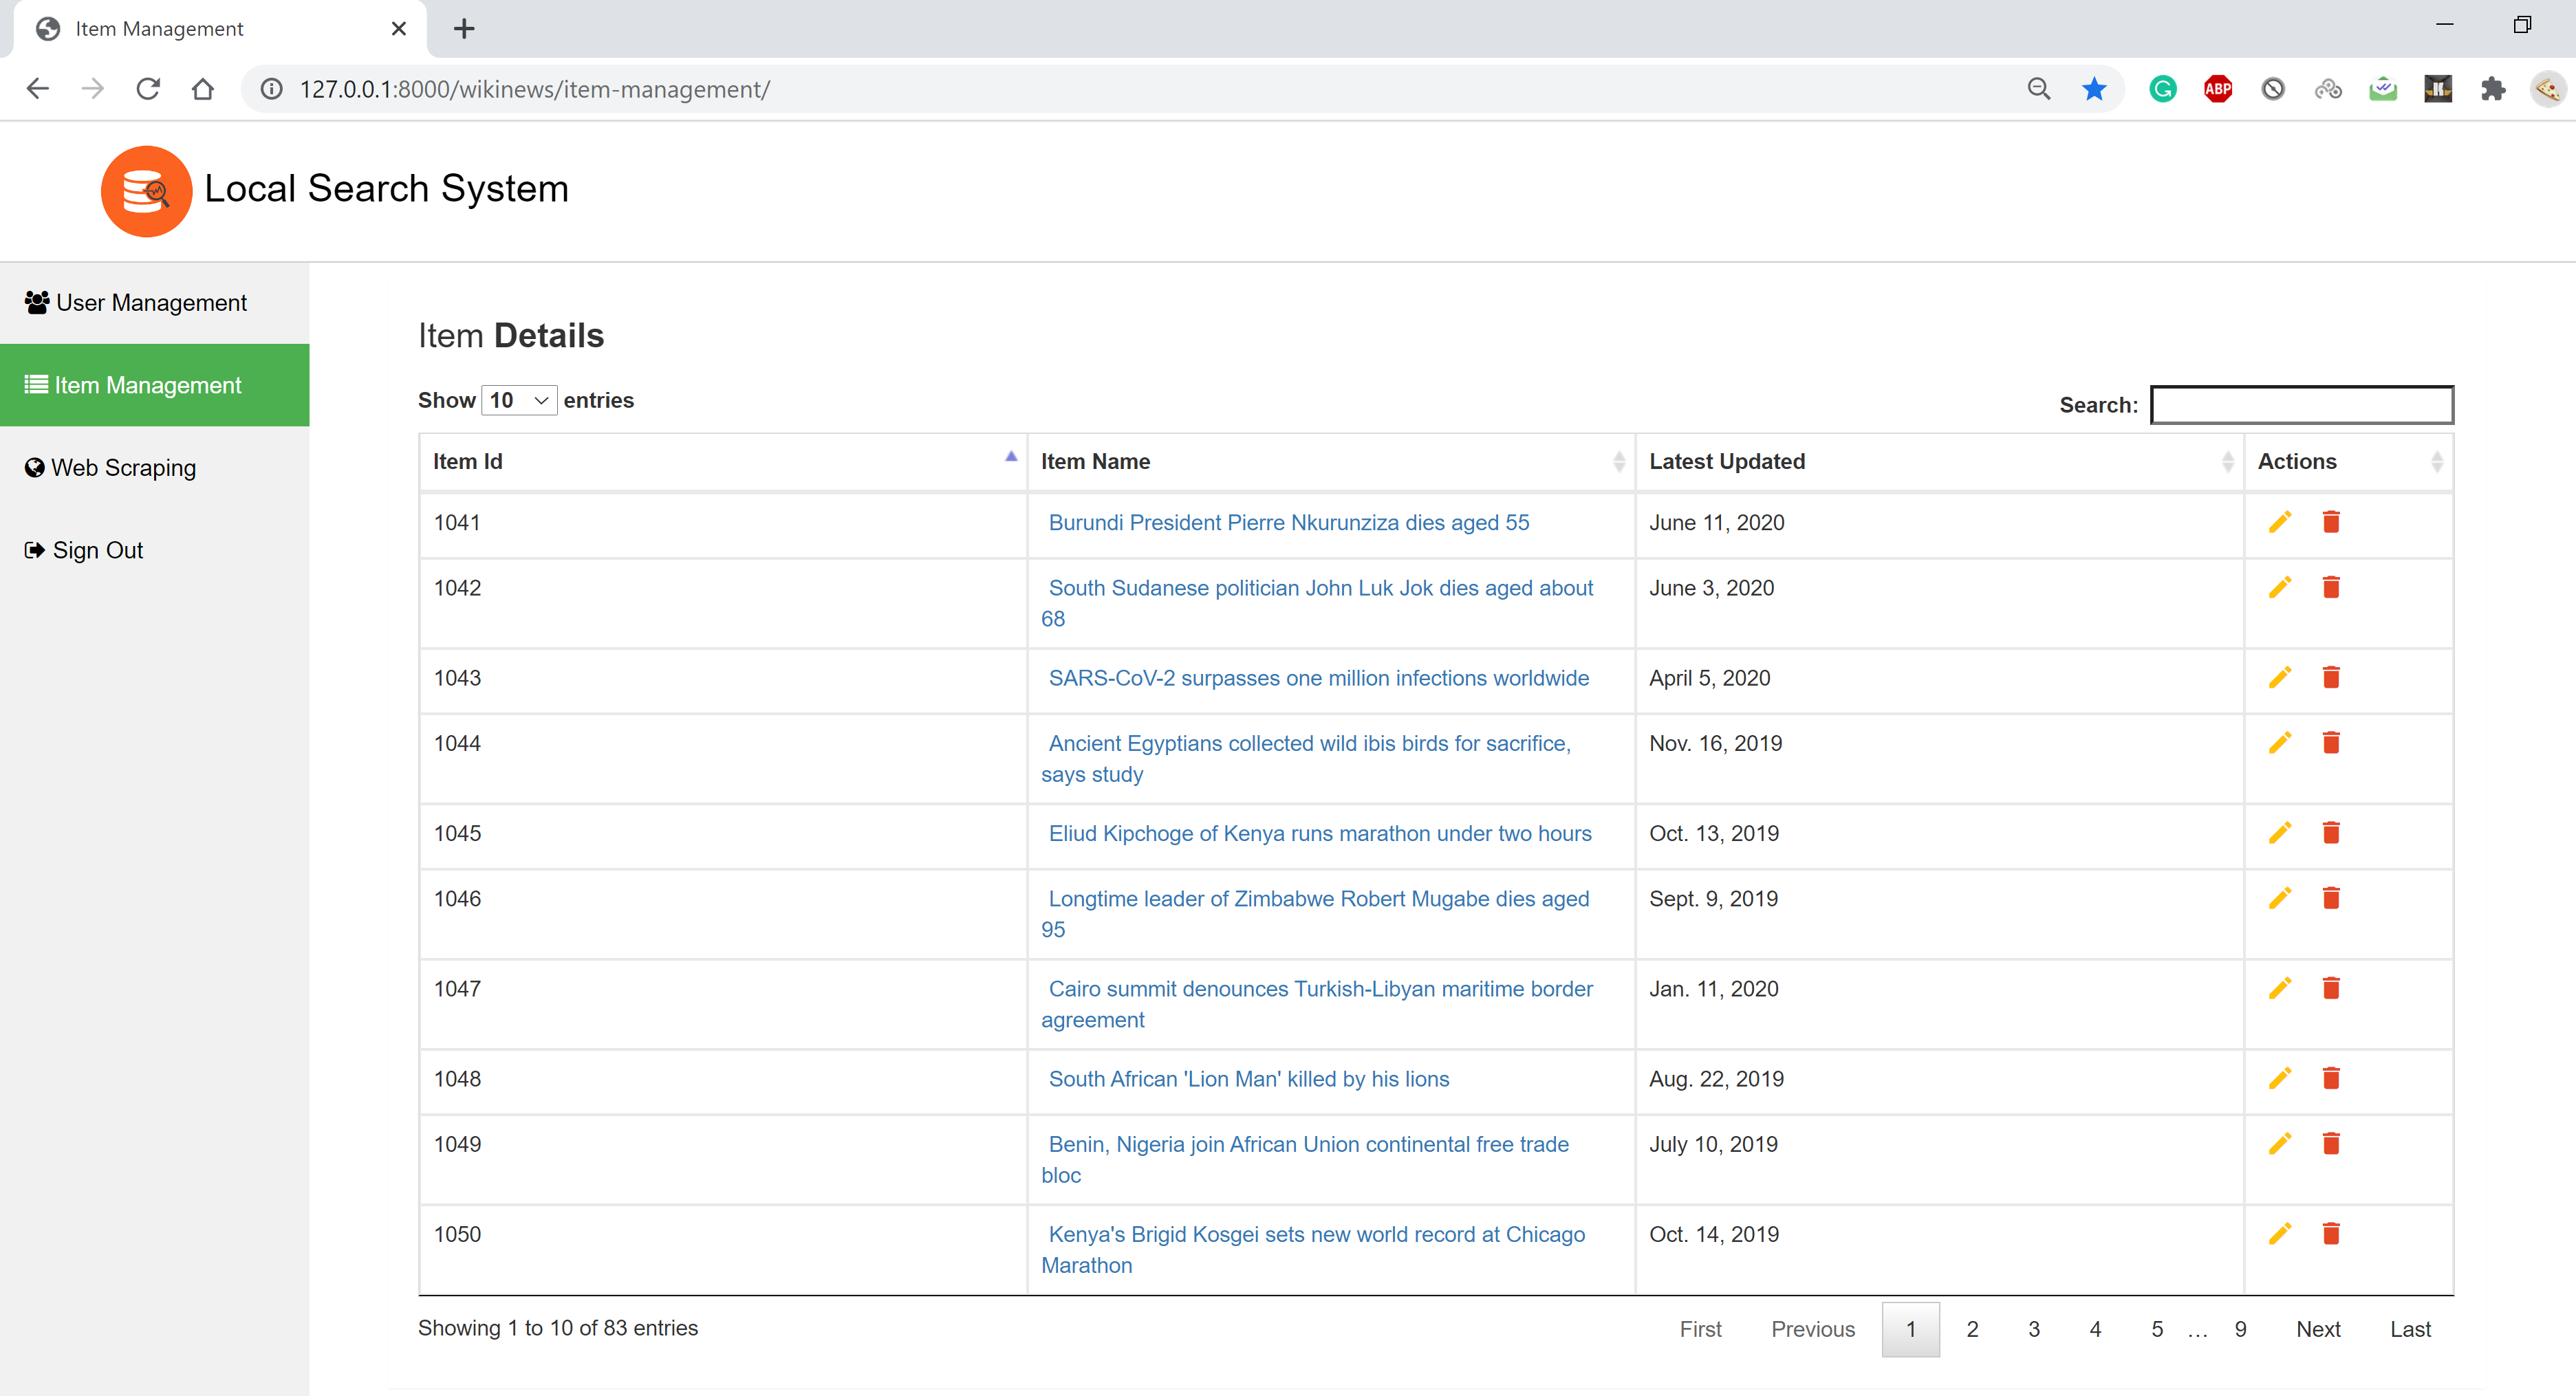 Item Management
127.0.0.1:8000/wikinews/item-management/
ABP
Local Search System
User Management
Item Management
Web Scraping
Sign Out
Item Details
Show 10 entries
Search:
Item Id Item Name Latest Updated Actions
1041 Burundi President Pierre Nkurunziza dies aged 55 June 11, 2020
1042 South Sudanese politician John Luk Jok dies aged about June 3, 2020
68
1043 SARS-CoV-2 surpasses one million infections worldwide April 5, 2020
1044 Ancient Egyptians collected wild ibis birds for sacrifice, Nov. 16, 2019
says study
1045 Eliud Kipchoge of Kenya runs marathon under two hours Oct. 13, 2019
1046 Longtime leader of Zimbabwe Robert Mugabe dies aged Sept. 9, 2019
95
1047 Cairo summit denounces Turkish-Libyan maritime border Jan. 11, 2020
agreement
1048 South African 'Lion Man' killed by his lions Aug. 22, 2019
1049 Benin, Nigeria join African Union continental free trade July 10, 2019
bloc
1050 Kenya's Brigid Kosgei sets new world record at Chicago Oct. 14, 2019
Marathon
Showing 1 to 10 of 83 entries
First Previous 1 2 3 4 5 … 9 Next Last